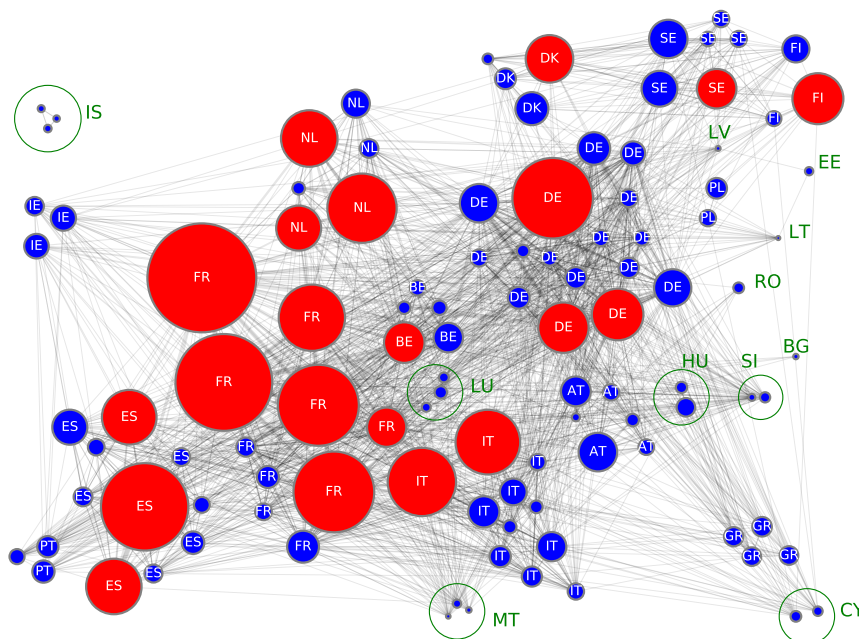 SE
SE
SE
SE
FI
DK
DK
SE
SE
FI
NL
DK
IS
FI
NL
LV
NL
DE
DE
EE
PL
DE
DE
IE
NL
DE
IE
PL
NL
DE
DE
LT
IE
DE
DE
DE
FR
DE
RO
BE
DE
DE
FR
DE
DE
BE
BE
BG
HU
SI
FR
LU
AT
AT
FR
ES
ES
FR
IT
FR
AT
AT
ES
IT
FR
IT
ES
FR
IT
ES
FR
IT
GR
GR
ES
PT
FR
IT
IT
GR
GR
PT
ES
IT
ES
IT
CY
MT